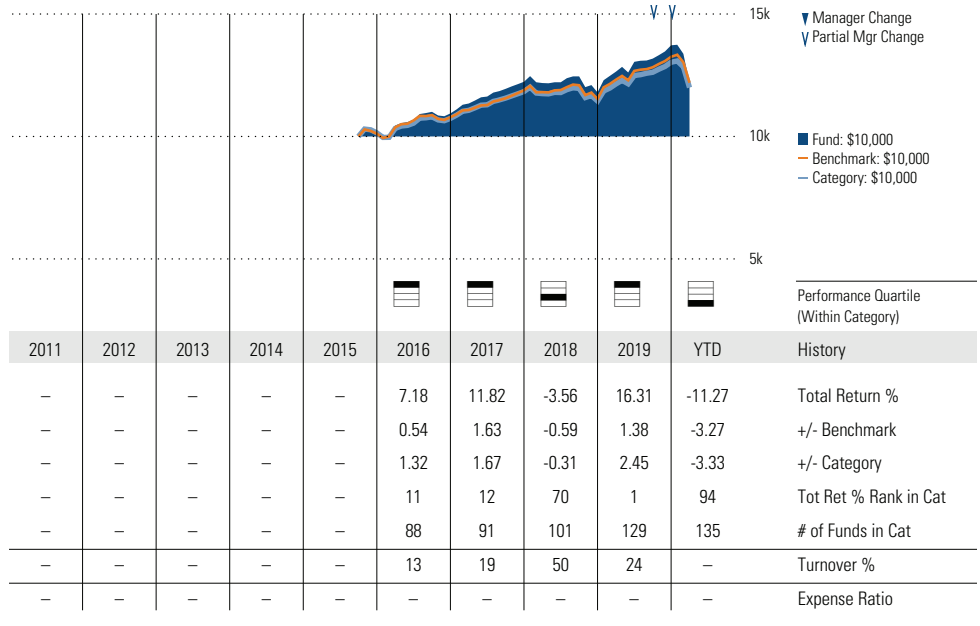 15k
10k
5k
Manager Change
Partial Mgr Change
Fund: $10,000
Benchmark: $10,000
Category: $10,000
Performance Quartile
(Within Category)
2011 2012 2013 2014 2015 2016 2017 2018 2019 YTD History
– – – – – 7.18 11.82 -3.56 16.31 -11.27 Total Return %
– – – – – 0.54 1.63 -0.59 1.38 -3.27 +/- Benchmark
– – – – – 1.32 1.67 -0.31 2.45 -3.33 +/- Category
– – – – – 11 12 70 1 94 Tot Ret % Rank in Cat
– – – – – 88 91 101 129 135 # of Funds in Cat
– – – – – 13 19 50 24 – Turnover %
– – – – – – – – – – Expense Ratio